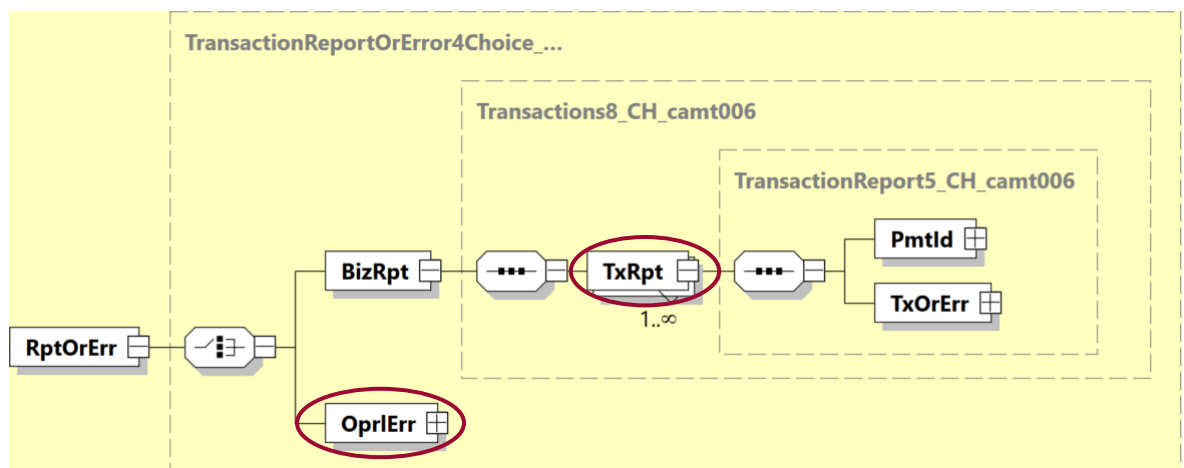 TransactionReportOrError4Choice_...
Transactions8_CH_camt006
TransactionReport5_CH_camt006
PmtId
BizRpt
TxRpt
TxOrErr
1..∞
RptOrErr
OprlErr